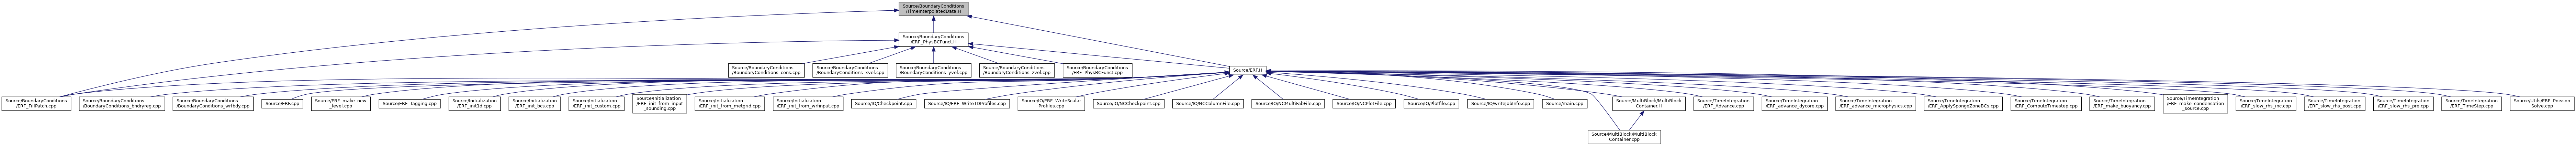 Source/BoundaryConditions
/TimeInterpolatedData.H
Source/BoundaryConditions
/ERF_PhysBCFunct.H
Source/BoundaryConditions
/BoundaryConditions_cons.cpp
Source/BoundaryConditions
/BoundaryConditions_xvel.cpp
Source/BoundaryConditions
/BoundaryConditions_yvel.cpp
Source/BoundaryConditions
/BoundaryConditions_zvel.cpp
Source/BoundaryConditions
/ERF_PhysBCFunct.cpp
Source/ERF.H
Source/BoundaryConditions
/ERF_FillPatch.cpp
Source/BoundaryConditions
/BoundaryConditions_bndryreg.cpp
Source/BoundaryConditions
/BoundaryConditions_wrfbdy.cpp
Source/ERF.cpp
Source/ERF_make_new
_level.cpp
Source/ERF_Tagging.cpp
Source/Initialization
/ERF_init1d.cpp
Source/Initialization
/ERF_init_bcs.cpp
Source/Initialization
/ERF_init_custom.cpp
Source/Initialization
/ERF_init_from_input
_sounding.cpp
Source/Initialization
/ERF_init_from_metgrid.cpp
Source/Initialization
/ERF_init_from_wrfinput.cpp
Source/IO/Checkpoint.cpp
Source/IO/ERF_Write1DProfiles.cpp
Source/IO/ERF_WriteScalar
Profiles.cpp
Source/IO/NCCheckpoint.cpp
Source/IO/NCColumnFile.cpp
Source/IO/NCMultiFabFile.cpp
Source/IO/NCPlotFile.cpp
Source/IO/Plotfile.cpp
Source/IO/writeJobInfo.cpp
Source/main.cpp
Source/MultiBlock/MultiBlock
Container.H
Source/TimeIntegration
/ERF_Advance.cpp
Source/TimeIntegration
/ERF_advance_dycore.cpp
Source/TimeIntegration
/ERF_advance_microphysics.cpp
Source/TimeIntegration
/ERF_ApplySpongeZoneBCs.cpp
Source/TimeIntegration
/ERF_ComputeTimestep.cpp
Source/TimeIntegration
/ERF_make_buoyancy.cpp
Source/TimeIntegration
/ERF_make_condensation
_source.cpp
Source/TimeIntegration
/ERF_slow_rhs_inc.cpp
Source/TimeIntegration
/ERF_slow_rhs_post.cpp
Source/TimeIntegration
/ERF_slow_rhs_pre.cpp
Source/TimeIntegration
/ERF_TimeStep.cpp
Source/Utils/ERF_Poisson
Solve.cpp
Source/MultiBlock/MultiBlock
Container.cpp